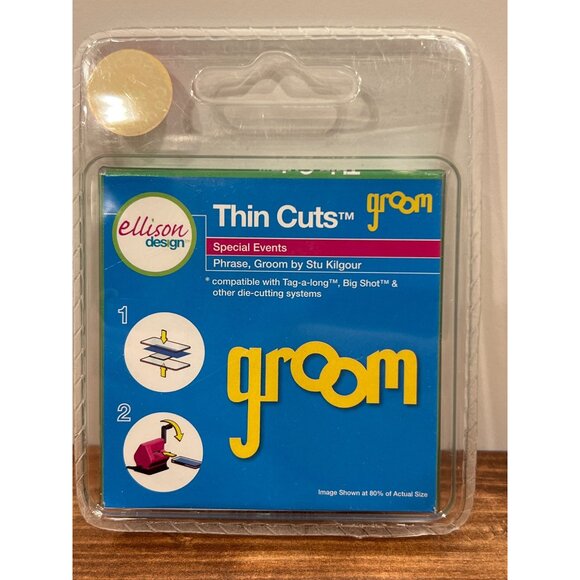 ellison
design™
Thin Cuts™
groom
Special Events
Phrase, Groom by Stu Kilgour
* compatible with Tag-a-long™, Big Shot™ &
other die-cutting systems
1
groom
2
Image Shown at 80% of Actual Size